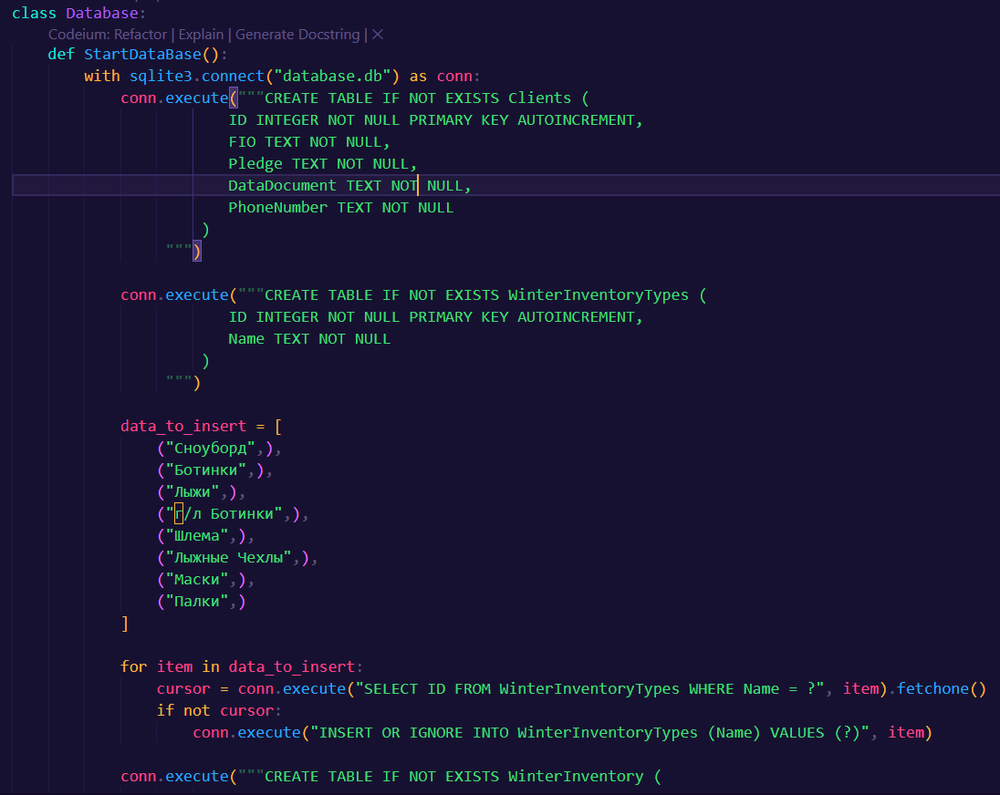 class Database:
Codeium: Refactor | Explain | Generate Docstring | ✕
def StartDataBase():
with sqlite3.connect("database.db") as conn:
conn.execute("""CREATE TABLE IF NOT EXISTS Clients (
ID INTEGER NOT NULL PRIMARY KEY AUTOINCREMENT,
FIO TEXT NOT NULL,
Pledge TEXT NOT NULL,
DataDocument TEXT NOT NULL,
PhoneNumber TEXT NOT NULL
)
""")
conn.execute("""CREATE TABLE IF NOT EXISTS WinterInventoryTypes (
ID INTEGER NOT NULL PRIMARY KEY AUTOINCREMENT,
Name TEXT NOT NULL
)
""")
data_to_insert = [
("Сноуборд",),
("Ботинки",),
("Лыжи",),
("г/л Ботинки",),
("Шлема",),
("Лыжные Чехлы",),
("Маски",),
("Палки",)
]
for item in data_to_insert:
cursor = conn.execute("SELECT ID FROM WinterInventoryTypes WHERE Name = ?", item).fetchone()
if not cursor:
conn.execute("INSERT OR IGNORE INTO WinterInventoryTypes (Name) VALUES (?)", item)
conn.execute("""CREATE TABLE IF NOT EXISTS WinterInventory (